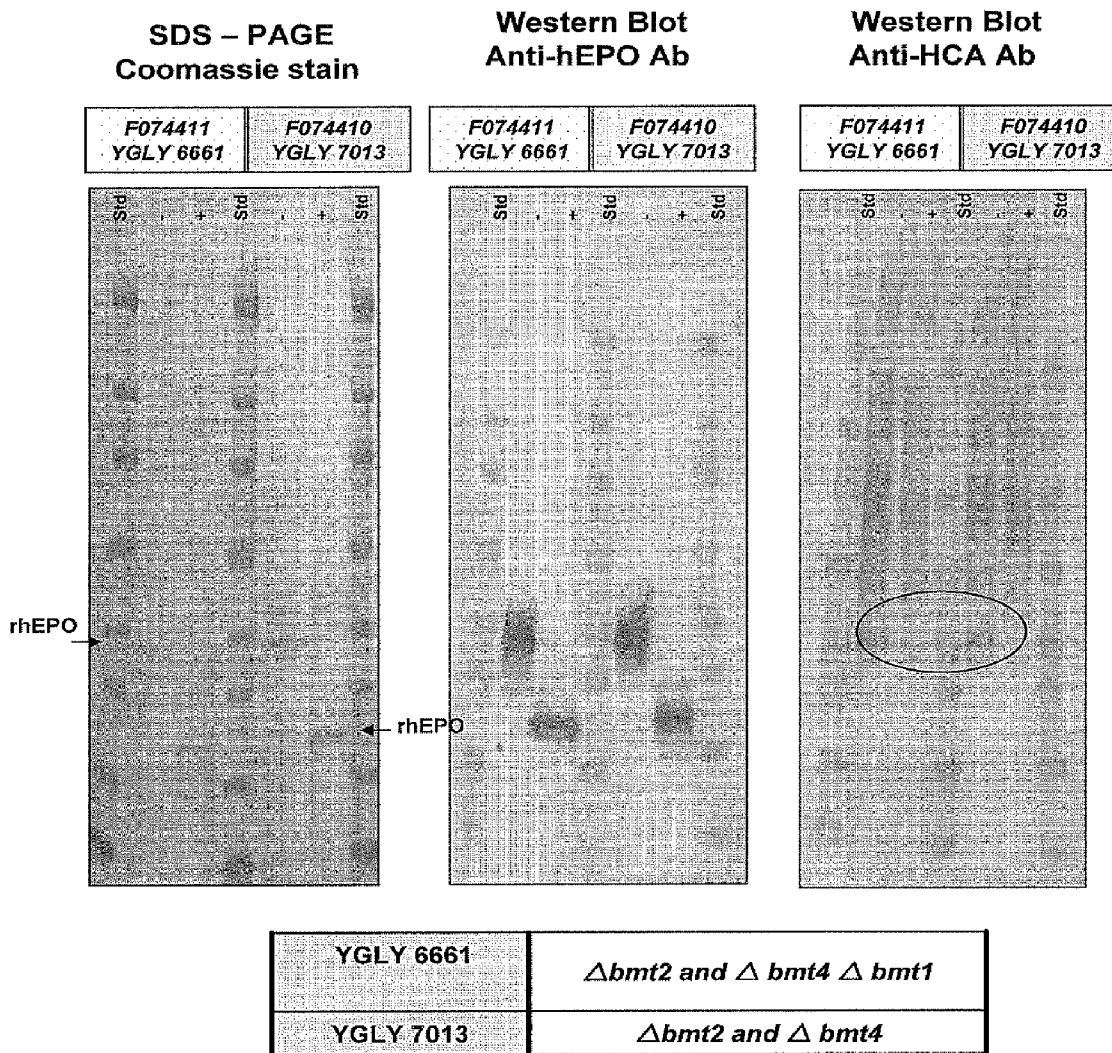 SDS – PAGE
Coomassie stain
Western Blot
Anti-hEPO Ab
Western Blot
Anti-HCA Ab
F074411
YGLY 6661
F074410
YGLY 7013
F074411
YGLY 6661
F074410
YGLY 7013
F074411
YGLY 6661
F074410
YGLY 7013
Std - + Std - + Std
Std - + Std - + Std
Std - + Std - + Std
rhEPO
rhEPO
YGLY 6661
△bmt2 and △ bmt4 △ bmt1
YGLY 7013
△bmt2 and △ bmt4